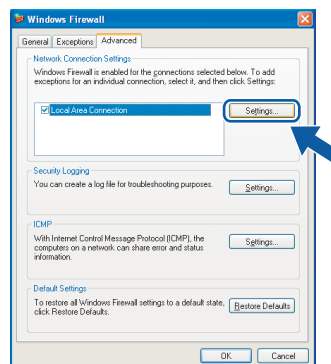 Windows Firewall
General Exceptions Advanced
Network Connection Settings
Windows Firewall is enabled for the connections selected below. To add
exceptions for an individual connection, select it, and then click Settings:
Local Area Connection
Settings...
Security Logging
You can create a log file for troubleshooting purposes.
Settings...
ICMP
With Internet Control Message Protocol (ICMP), the
computers on a network can share error and status
information.
Settings...
Default Settings
To restore all Windows Firewall settings to a default state,
click Restore Defaults.
Restore Defaults
OK Cancel